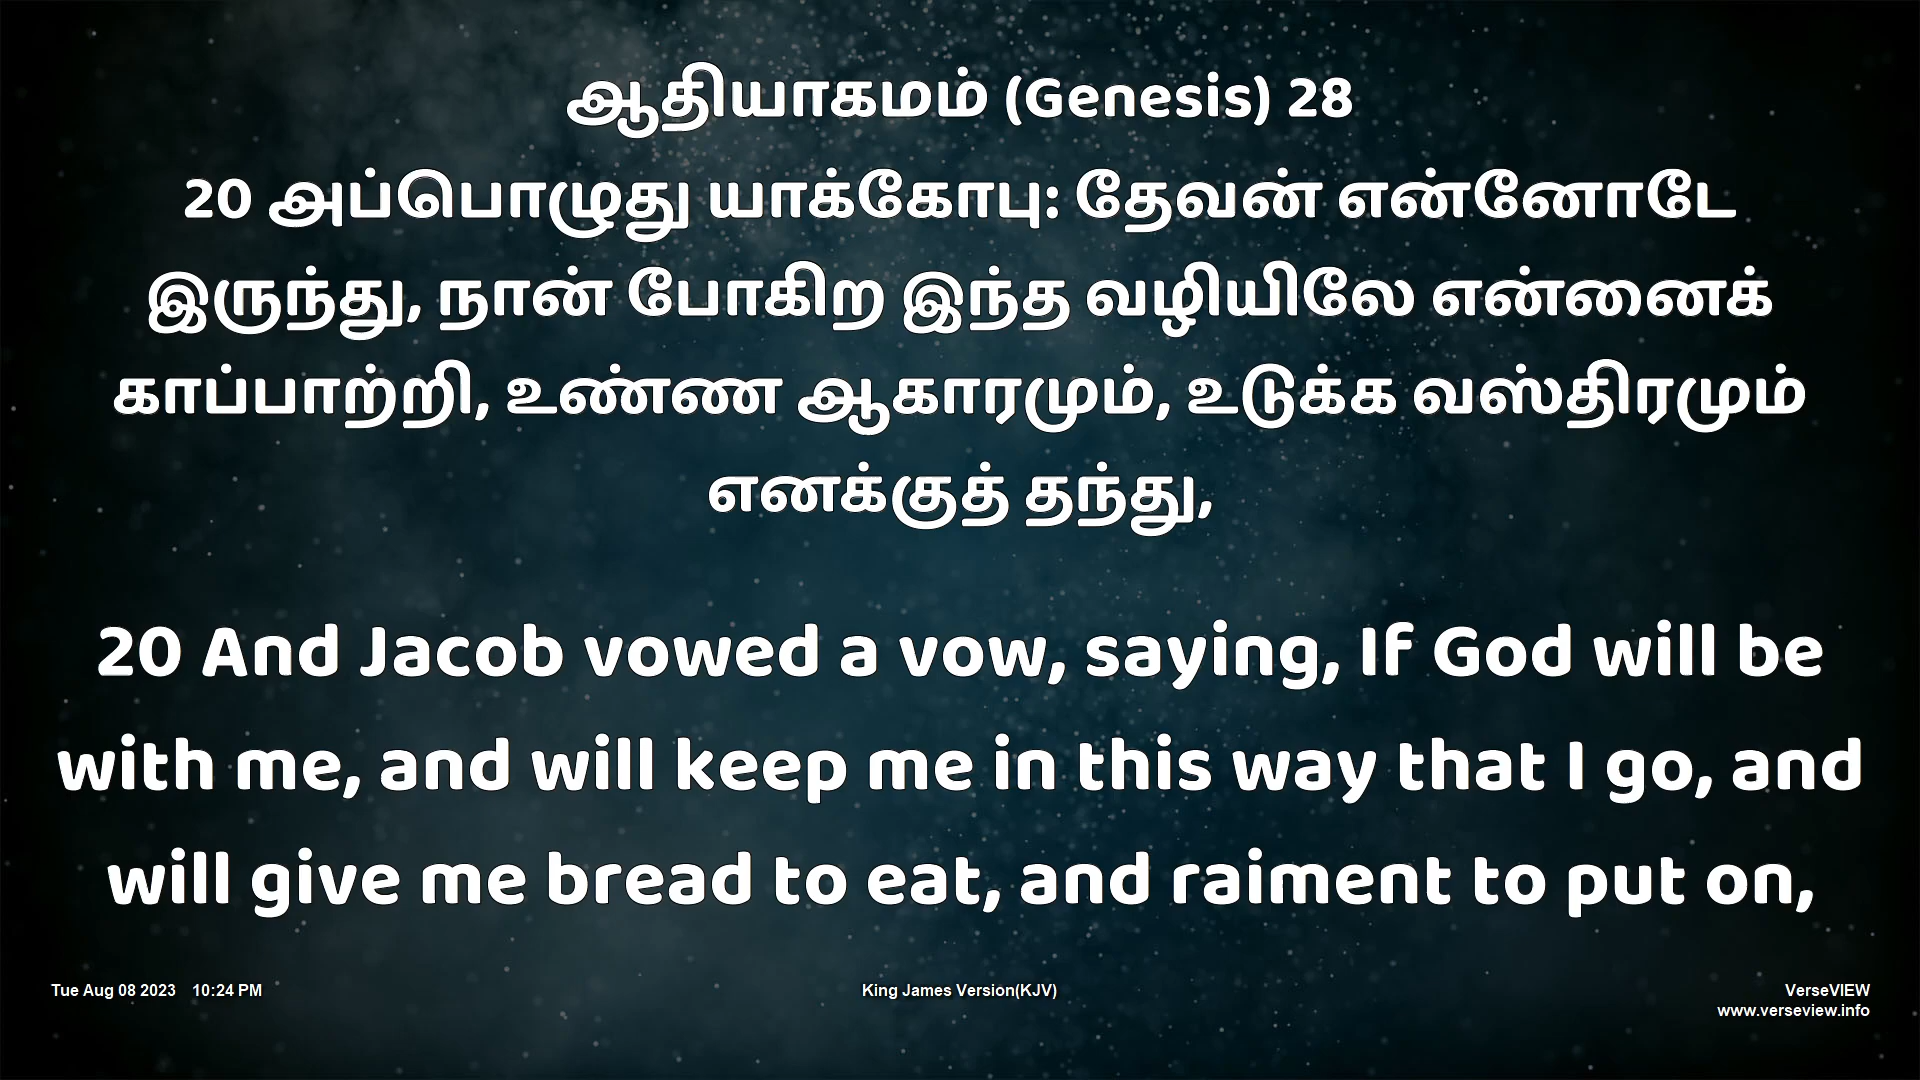 ஆதியாகமம் (Genesis) 28
20 அப்பொழுது யாக்கோபு: தேவன் என்னோடே
இருந்து, நான் போகிற இந்த வழியிலே என்னைக்
காப்பாற்றி, உண்ண ஆகாரமும், உடுக்க வஸ்திரமும்
எனக்குத் தந்து,
20 And Jacob vowed a vow, saying, If God will be
with me, and will keep me in this way that I go, and
will give me bread to eat, and raiment to put on,
Tue Aug 08 2023 10:24 PM
King James Version(KJV)
VerseVIEW
www.verseview.info